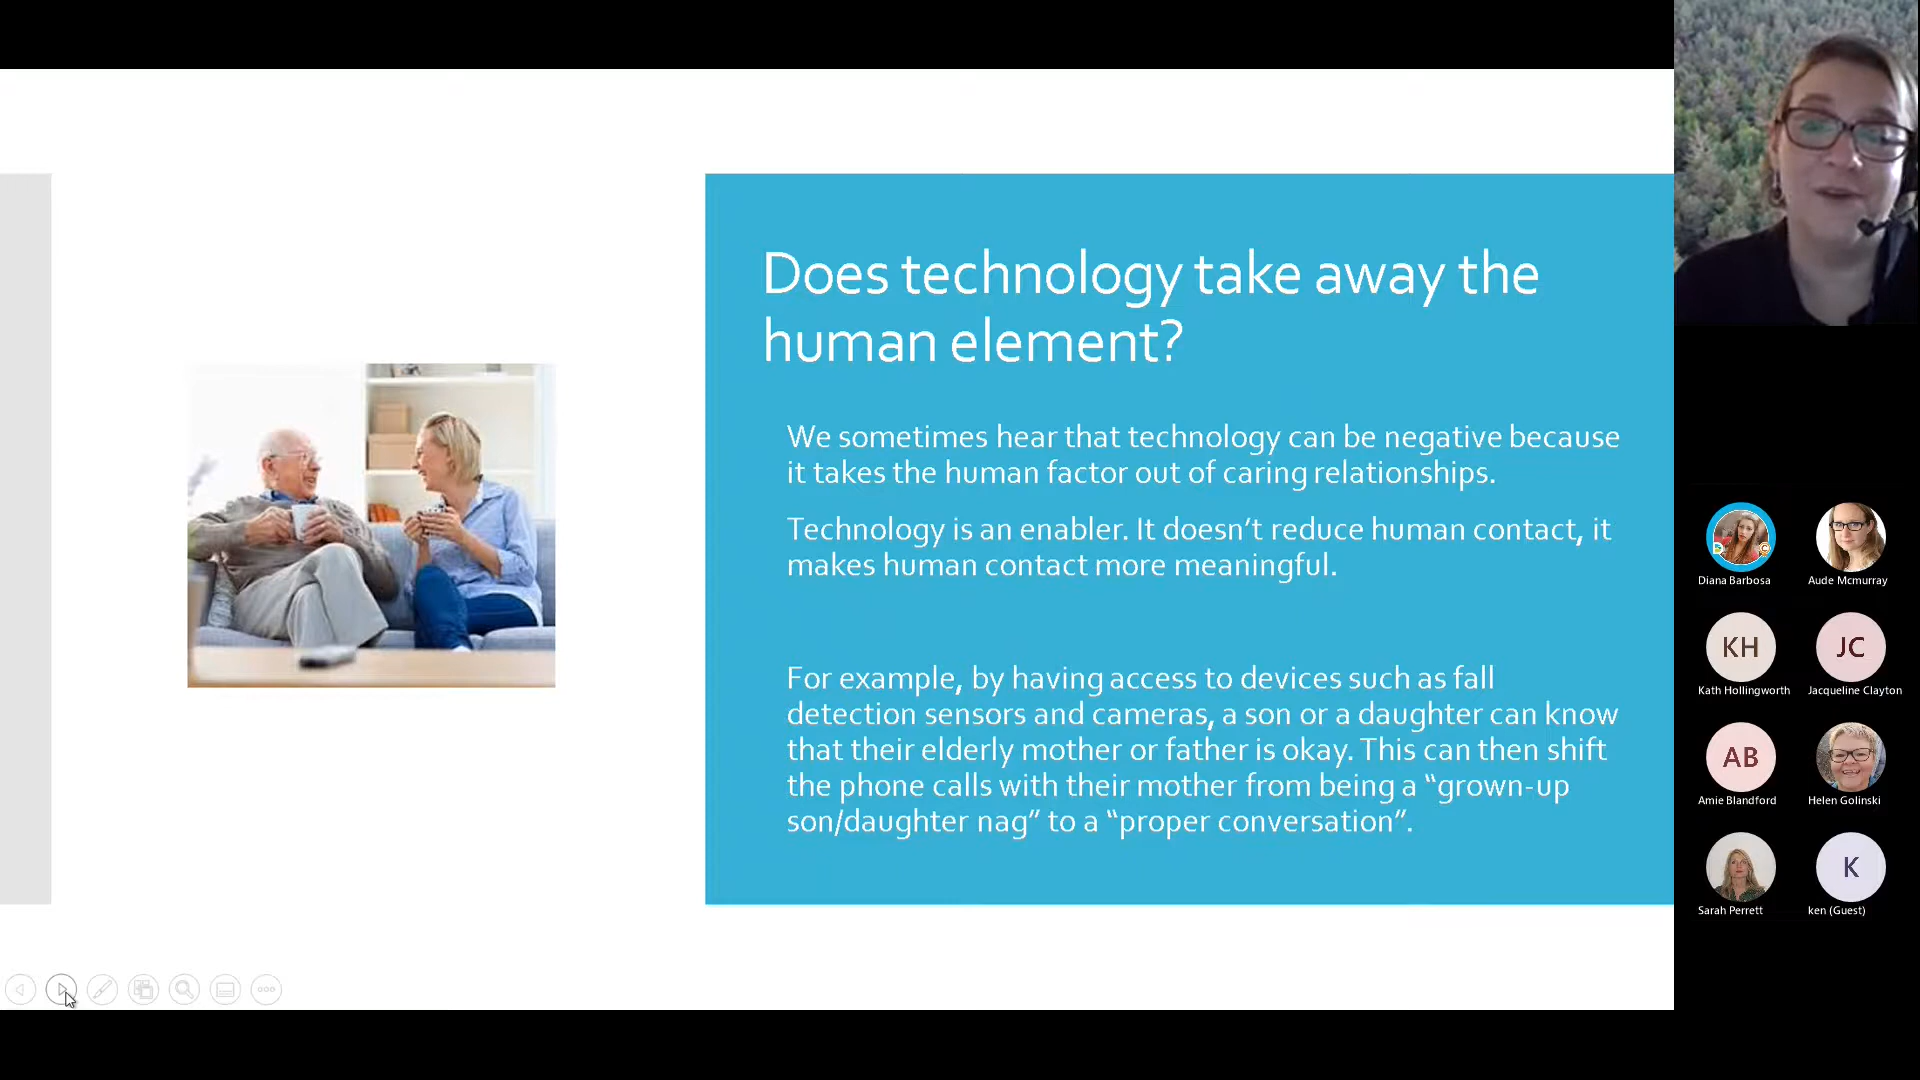 Does technology take away the
human element?
We sometimes hear that technology can be negative because
it takes the human factor out of caring relationships.
Technology is an enabler. It doesn’t reduce human contact, it
makes human contact more meaningful.
For example, by having access to devices such as fall
detection sensors and cameras, a son or a daughter can know
that their elderly mother or father is okay. This can then shift
the phone calls with their mother from being a “grown-up
son/daughter nag” to a “proper conversation”.
Diana Barbosa
Aude Mcmurray
KH
JC
Kath Hollingworth
Jacqueline Clayton
AB
Amie Blandford
Helen Golinski
K
Sarah Perrett
ken (Guest)